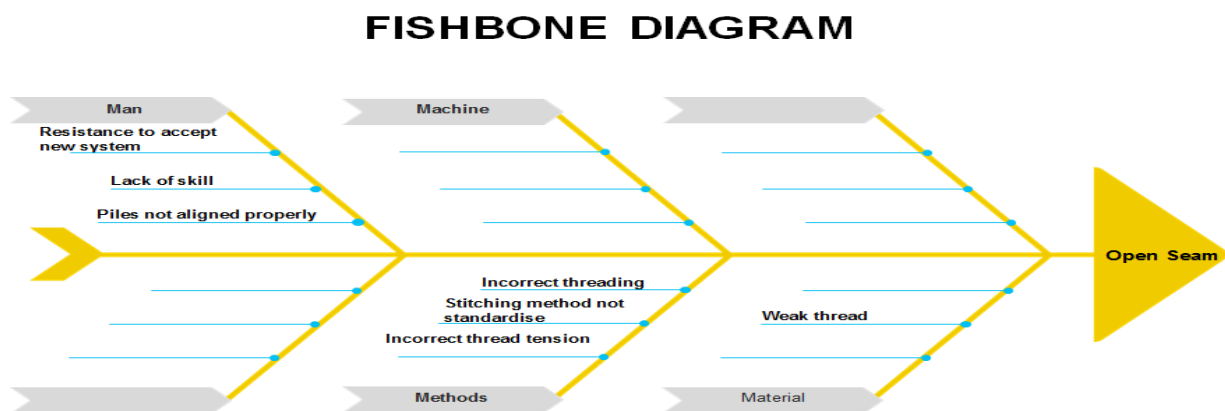 FISHBONE DIAGRAM
Man
Machine
Resistance to accept
new system
Lack of skill
Piles not aligned properly
Open Seam
Incorrect threading
Stitching method not
standardise
Weak thread
Incorrect thread tension
Methods
Material